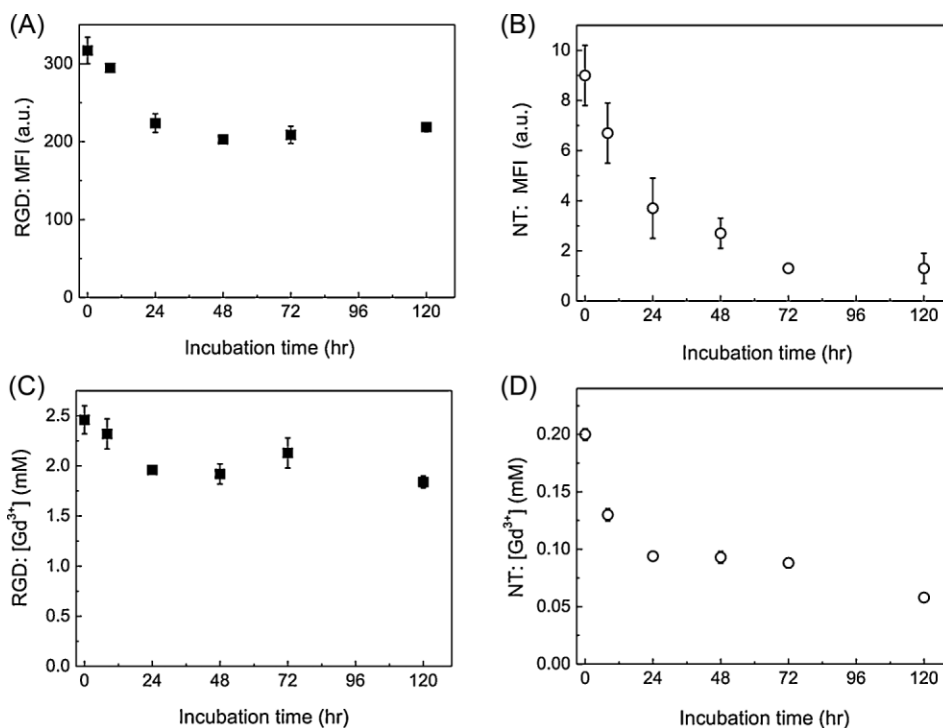 (A)
RGD: MFI (a.u.)
300
200
100
0
0 24 48 72 96 120
Incubation time (hr)
(B)
NT: MFI (a.u.)
10
8
6
4
2
0
0 24 48 72 96 120
Incubation time (hr)
(C)
RGD: [Gd³⁺] (mM)
2.5
2.0
1.5
1.0
0.5
0.0
0 24 48 72 96 120
Incubation time (hr)
(D)
NT: [Gd³⁺] (mM)
0.20
0.15
0.10
0.05
0.00
0 24 48 72 96 120
Incubation time (hr)